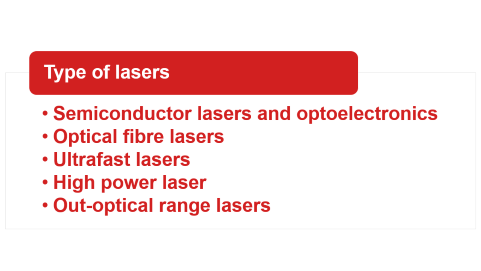 Type of lasers
• Semiconductor lasers and optoelectronics
• Optical fibre lasers
• Ultrafast lasers
• High power laser
• Out-optical range lasers